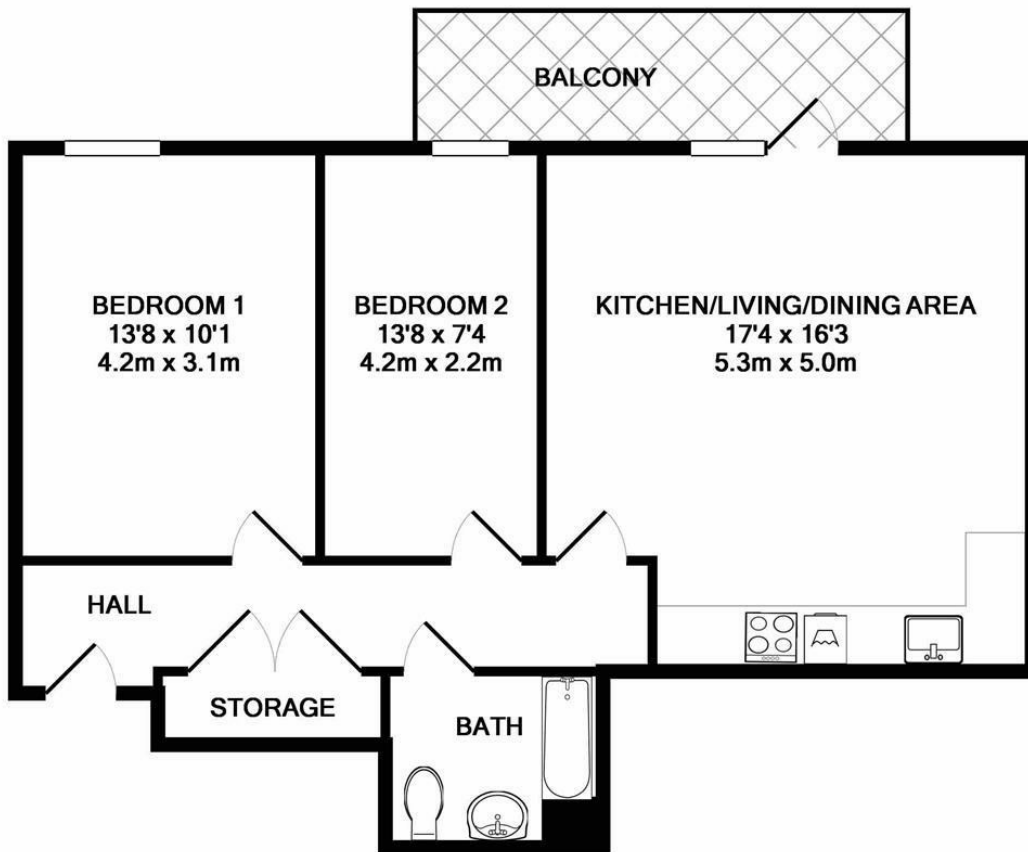 BALCONY
BEDROOM 1
13'8 x 10'1
4.2m x 3.1m
BEDROOM 2
13'8 x 7'4
4.2m x 2.2m
KITCHEN/LIVING/DINING AREA
17'4 x 16'3
5.3m x 5.0m
HALL
STORAGE
BATH